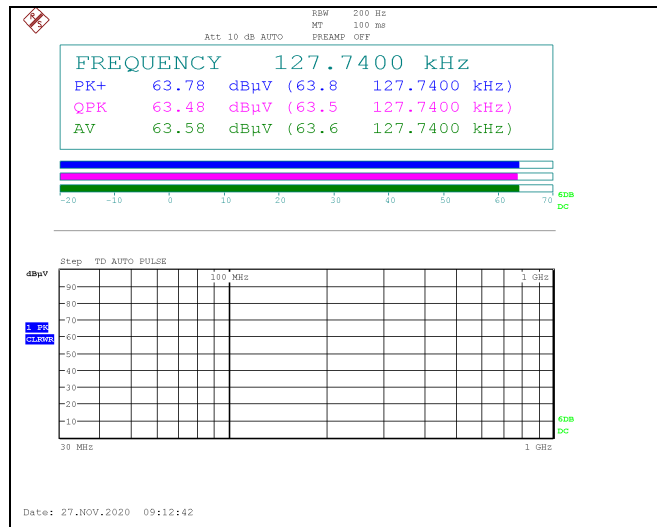 R S
RBW 200 Hz
MT 100 ms
Att 10 dB AUTO PREAMP OFF
FREQUENCY 127.7400 kHz
PK+ 63.78 dBµV (63.8 127.7400 kHz)
QPK 63.48 dBµV (63.5 127.7400 kHz)
AV 63.58 dBµV (63.6 127.7400 kHz)
-20 -10 0 10 20 30 40 50 60 70
6DB
DC
Step TD AUTO PULSE
dBµV
100 MHz 1 GHz
90
80
70
1 PK
CLRWR
60
50
40
30
20
10
6DB
DC
30 MHz 1 GHz
Date: 27.NOV.2020 09:12:42